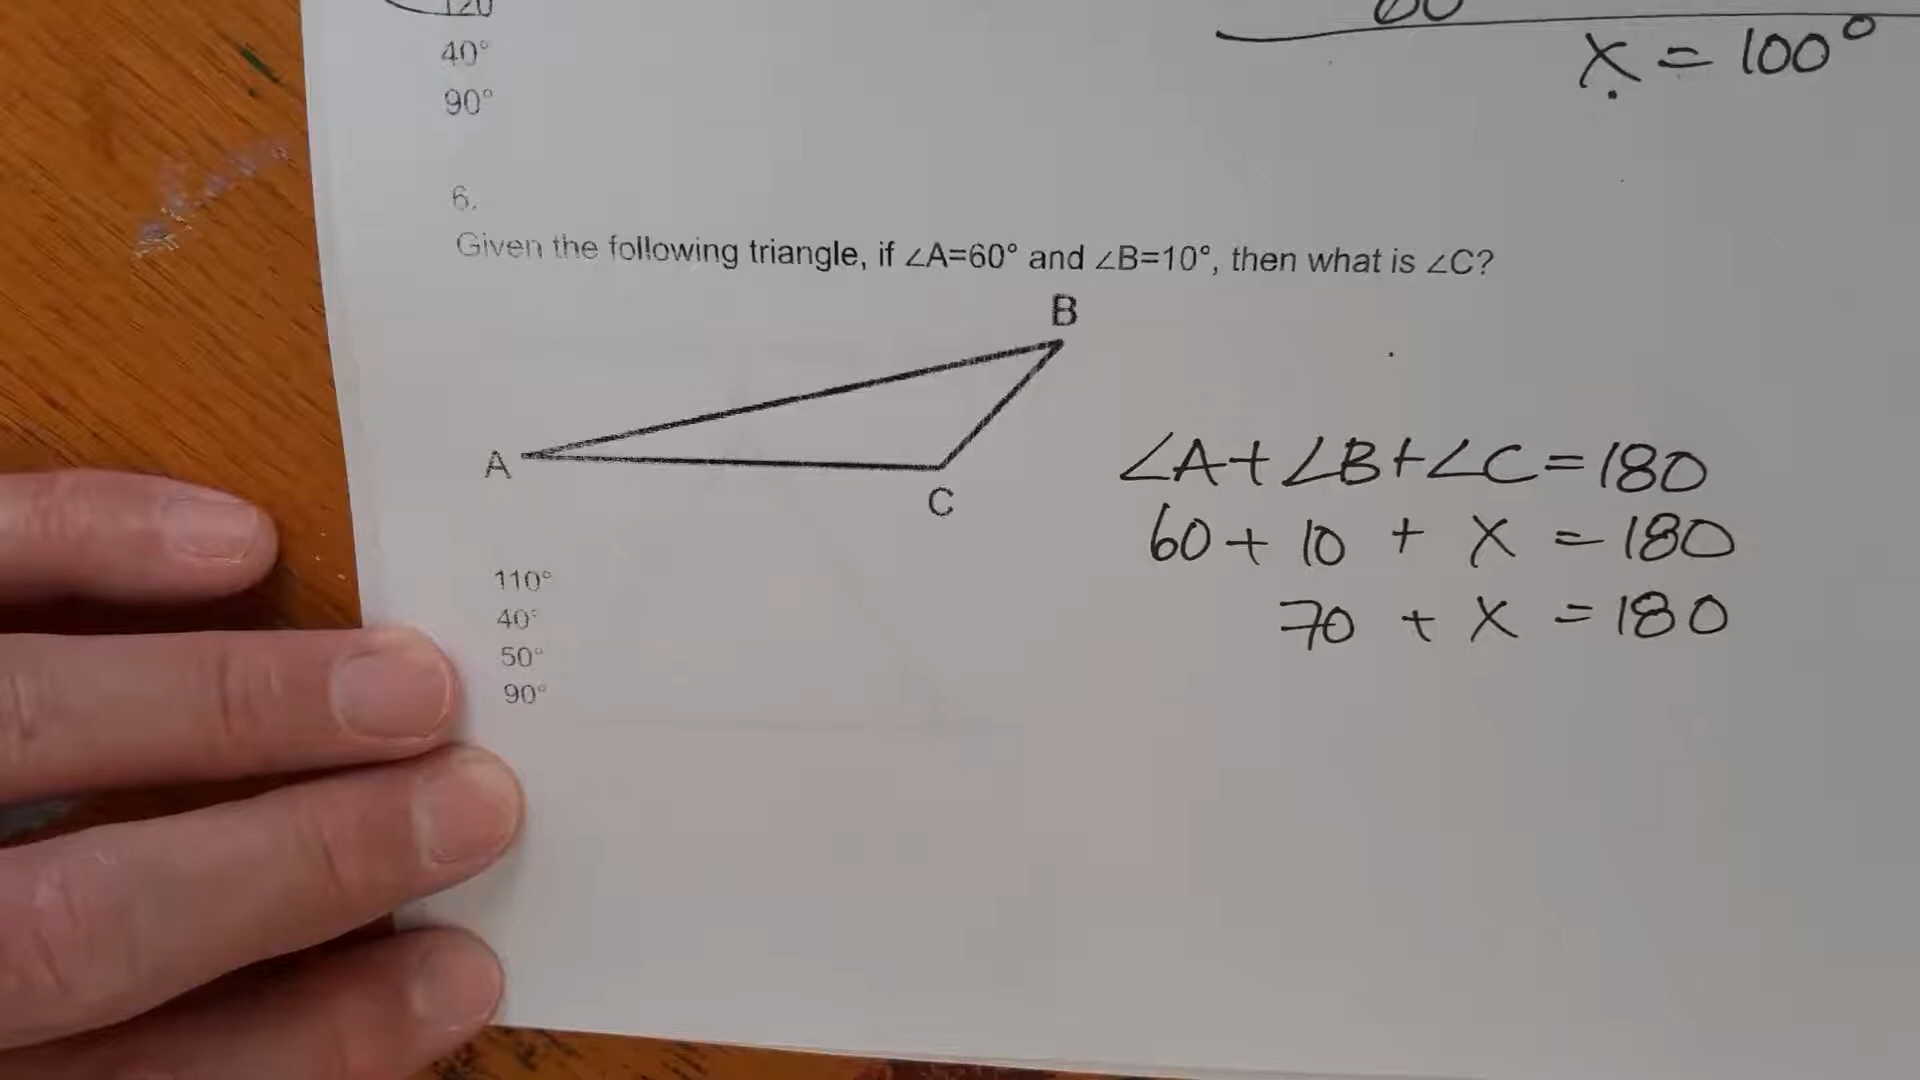 120
40°
90°
x = 100°
6.
Given the following triangle, if ∠A=60° and ∠B=10°, then what is ∠C?
B
A
C
∠A+∠B+∠C=180
60+ 10 + x =180
70 + x =180
110°
40°
50°
90°